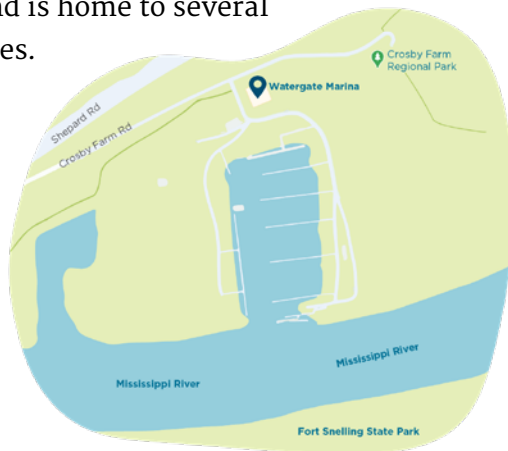 nd is home to several
es.
Crosby Farm
Regional Park
Watergate Marina
Shepard Rd
Crosby Farm Rd
Mississippi River
Mississippi River
Fort Snelling State Park